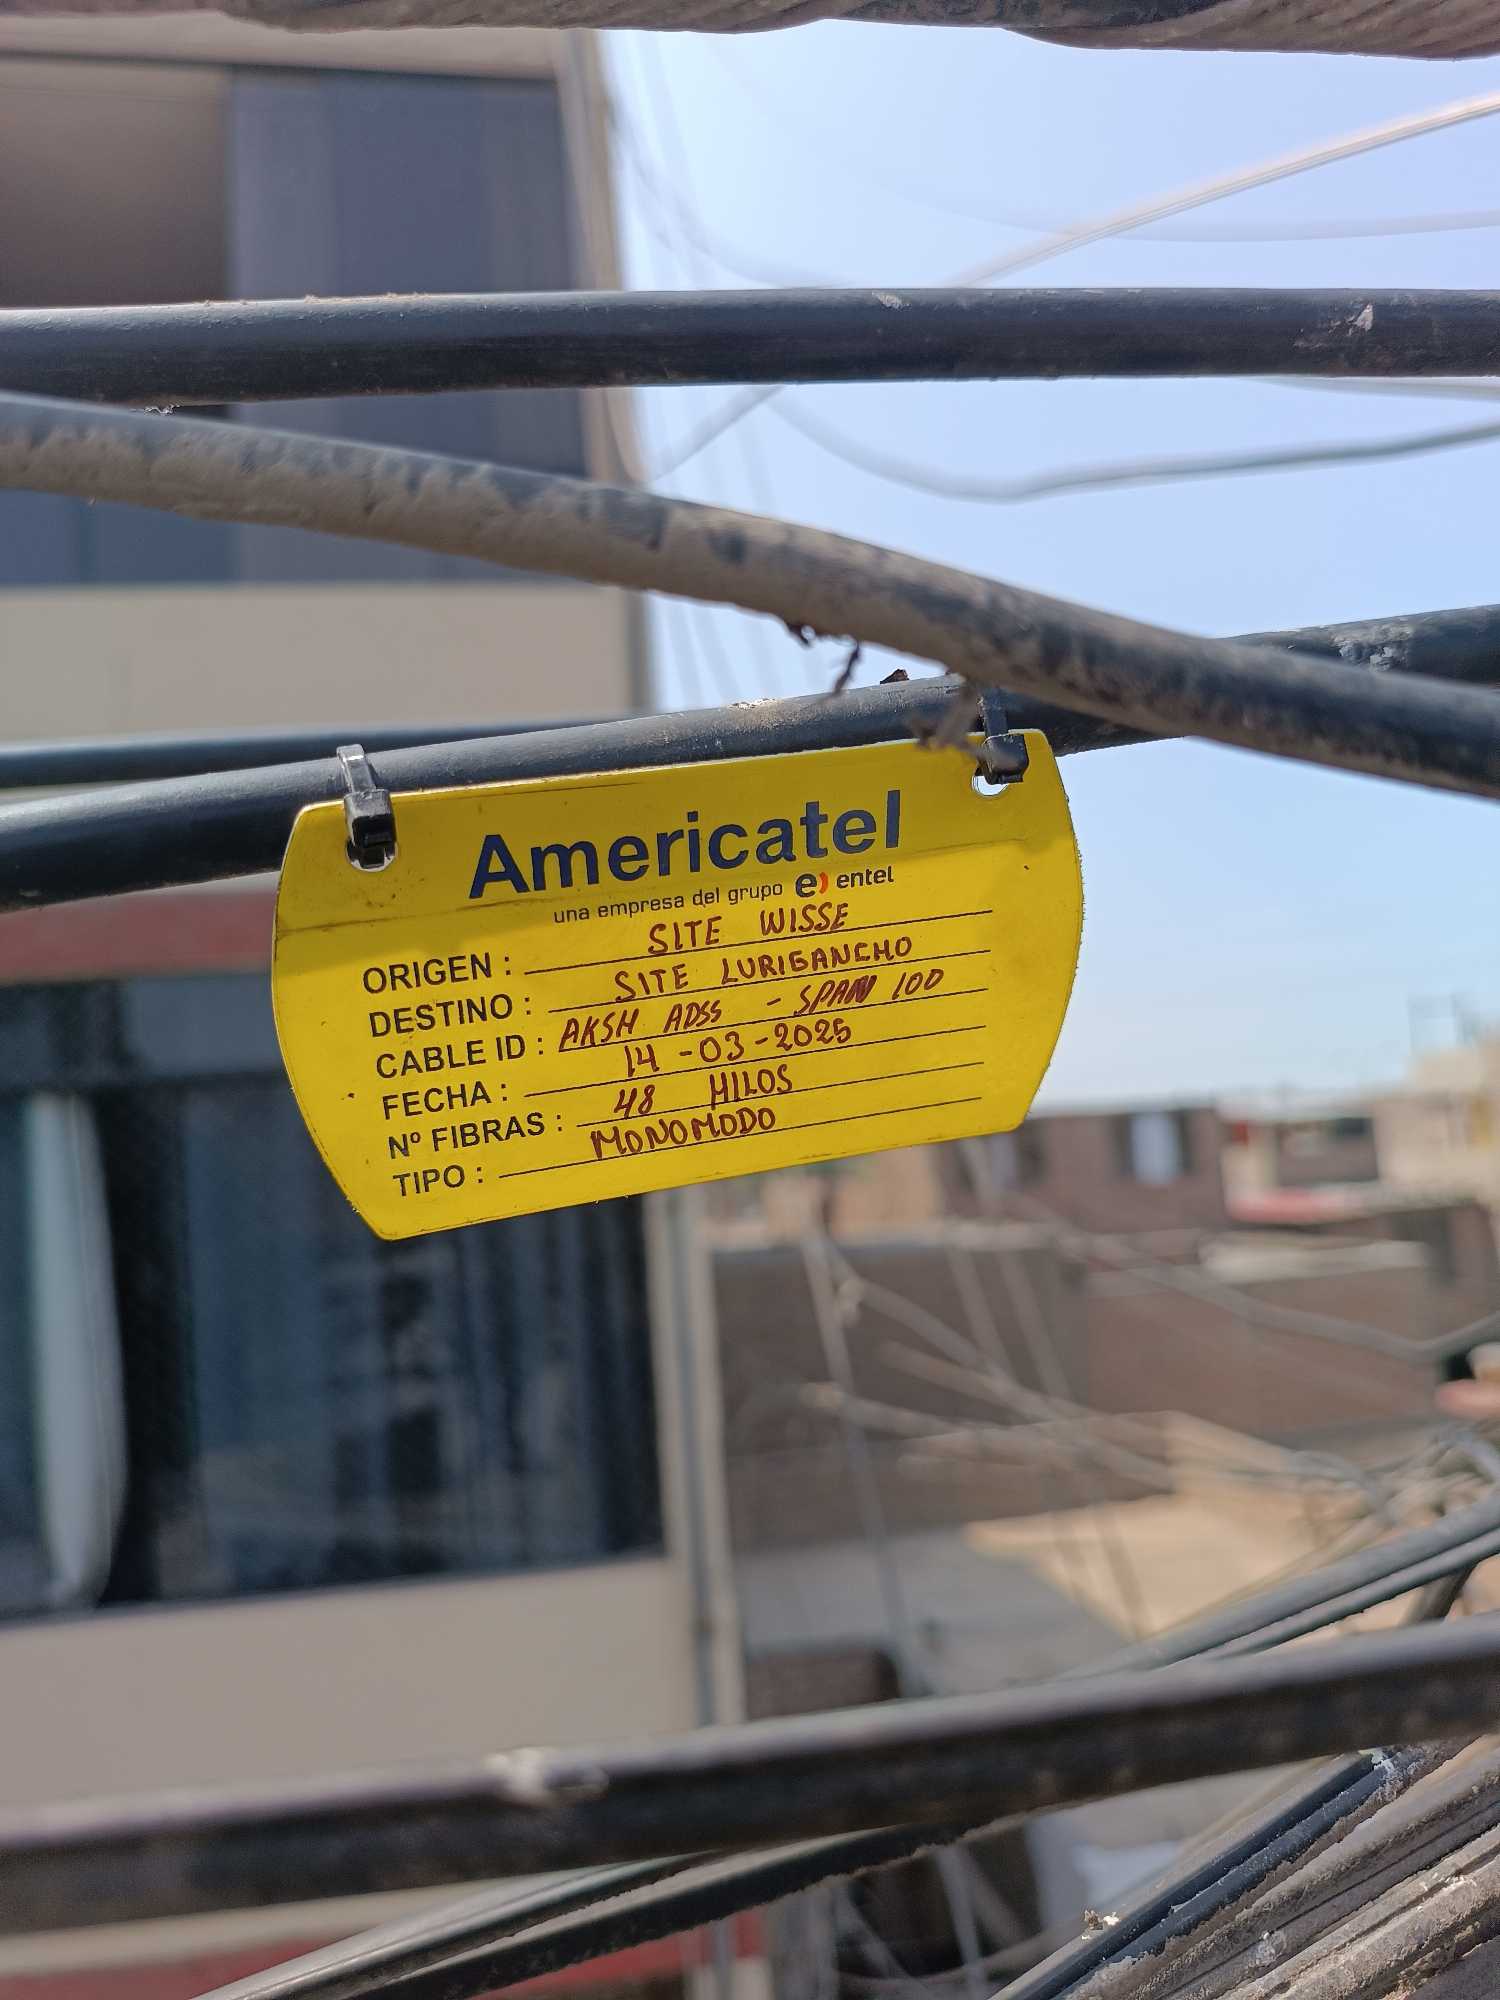 Americatel
una empresa del grupo e) entel
ORIGEN : SITE WISSE
DESTINO : SITE LURIGANCHO
CABLE ID : AKSH ADSS - SPAN 100
FECHA : 14-03-2025
Nº FIBRAS : 48 HILOS
TIPO : MONOMODO